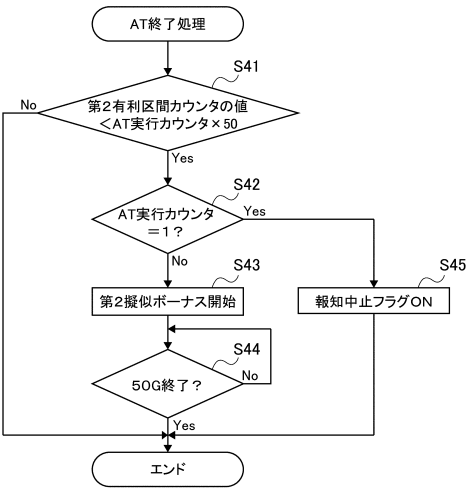 AT終了処理
S41
No
第2有利区間カウンタの値
<AT実行カウンタ×50
Yes
S42
AT実行カウンタ
=1?
Yes
No
S43
S45
第2擬似ボーナス開始
報知中止フラグON
S44
50G終了?
No
Yes
エンド